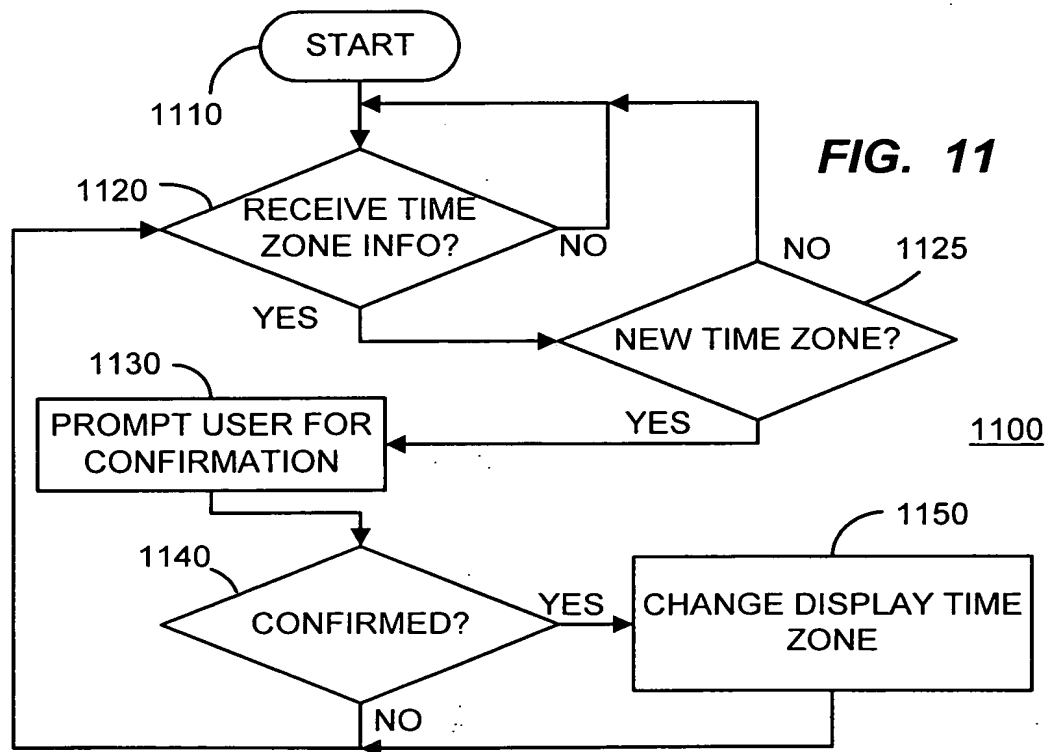 START
1110
FIG. 11
1120
RECEIVE TIME
ZONE INFO?
NO
NO
1125
YES
NEW TIME ZONE?
1130
YES
PROMPT USER FOR
CONFIRMATION
1100
1150
1140
CONFIRMED?
YES
CHANGE DISPLAY TIME
ZONE
NO